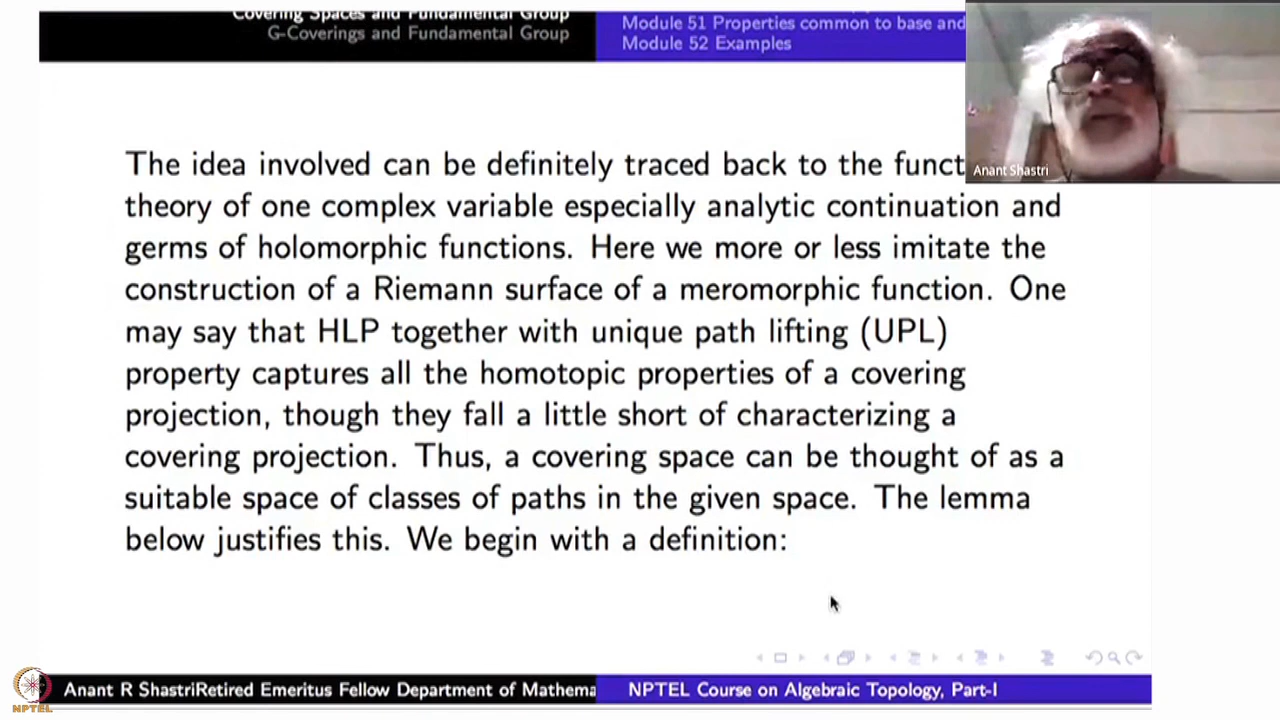 Covering Spaces and Fundamental Group
G-Coverings and Fundamental Group
Module 51 Properties common to base and
Module 52 Examples
Anant Shastri
The idea involved can be definitely traced back to the funct
theory of one complex variable especially analytic continuation and
germs of holomorphic functions. Here we more or less imitate the
construction of a Riemann surface of a meromorphic function. One
may say that HLP together with unique path lifting (UPL)
property captures all the homotopic properties of a covering
projection, though they fall a little short of characterizing a
covering projection. Thus, a covering space can be thought of as a
suitable space of classes of paths in the given space. The lemma
below justifies this. We begin with a definition:
Anant R ShastriRetired Emeritus Fellow Department of Mathema
NPTEL Course on Algebraic Topology, Part-I
NPTEL